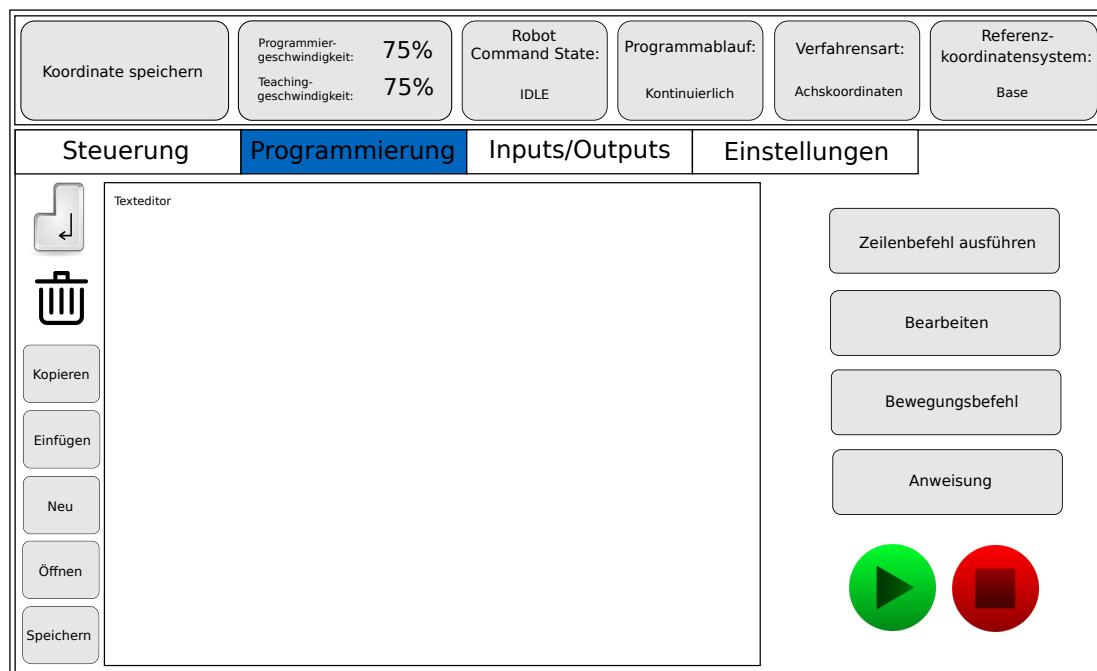 Koordinate speichern
Programmier-
geschwindigkeit:
75%
Teaching-
geschwindigkeit:
75%
Robot
Command State:
IDLE
Programmablauf:
Kontinuierlich
Verfahrensart:
Achskoordinaten
Referenz-
koordinatensystem:
Base
Steuerung
Programmierung
Inputs/Outputs
Einstellungen
Texteditor
Kopieren
Einfügen
Neu
Öffnen
Speichern
Zeilenbefehl ausführen
Bearbeiten
Bewegungsbefehl
Anweisung